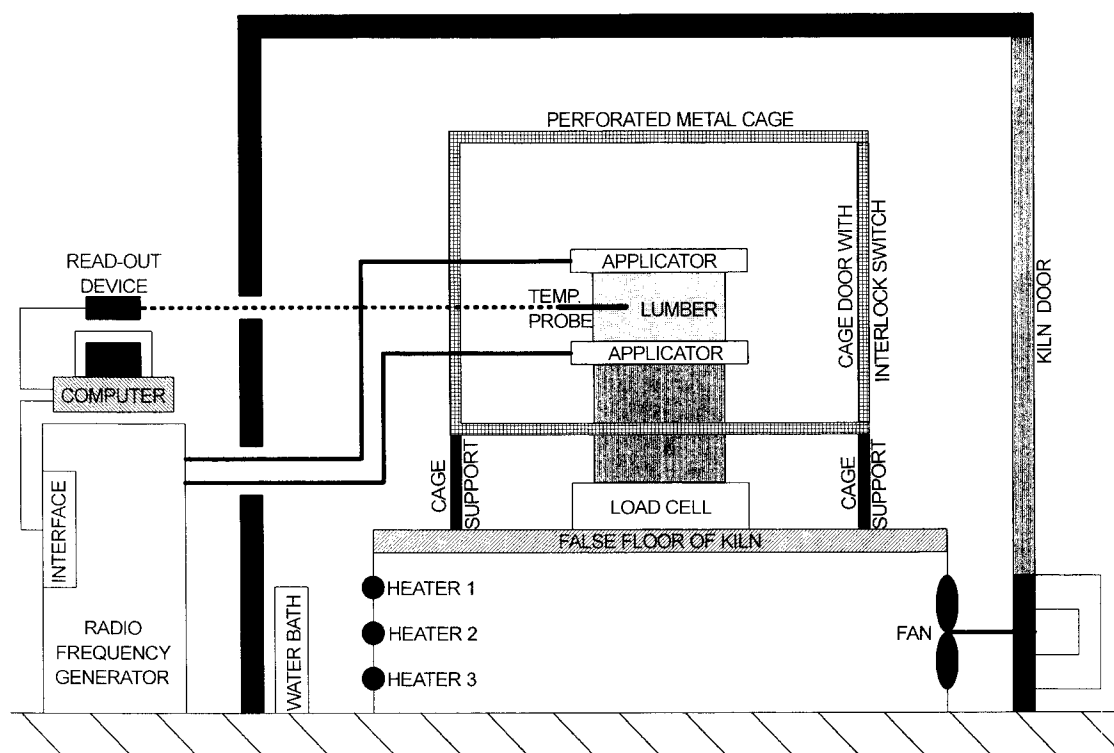 PERFORATED METAL CAGE
READ-OUT
DEVICE
APPLICATOR
TEMP.
PROBE
LUMBER
APPLICATOR
CAGE DOOR WITH
INTERLOCK SWITCH
KILN DOOR
COMPUTER
INTERFACE
CAGE
SUPPORT
CAGE
SUPPORT
LOAD CELL
FALSE FLOOR OF KILN
HEATER 1
HEATER 2
HEATER 3
FAN
RADIO
FREQUENCY
GENERATOR
WATER BATH